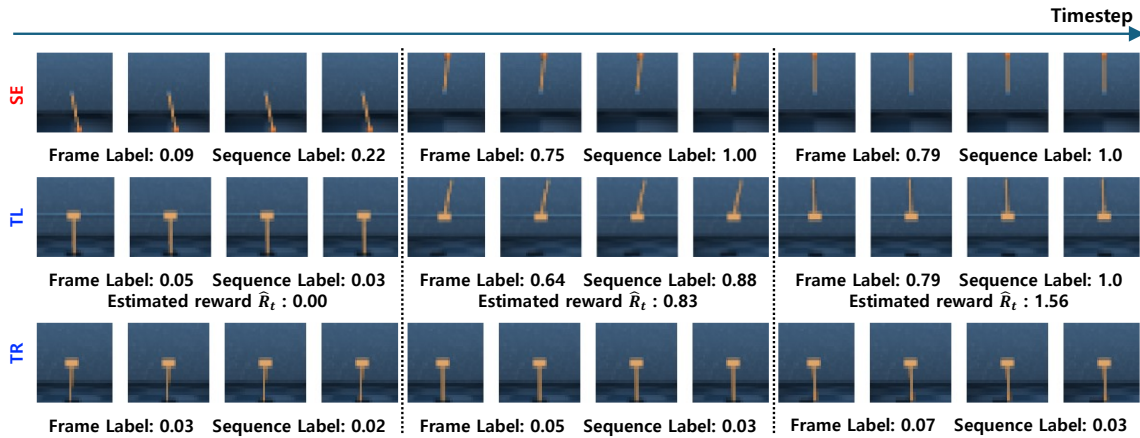 Timestep
SE
Frame Label: 0.09 Sequence Label: 0.22
Frame Label: 0.75 Sequence Label: 1.00
Frame Label: 0.79 Sequence Label: 1.0
TL
Frame Label: 0.05 Sequence Label: 0.03
Estimated reward R̂ₜ : 0.00
Frame Label: 0.64 Sequence Label: 0.88
Estimated reward R̂ₜ : 0.83
Frame Label: 0.79 Sequence Label: 1.0
Estimated reward R̂ₜ : 1.56
TR
Frame Label: 0.03 Sequence Label: 0.02
Frame Label: 0.05 Sequence Label: 0.03
Frame Label: 0.07 Sequence Label: 0.03